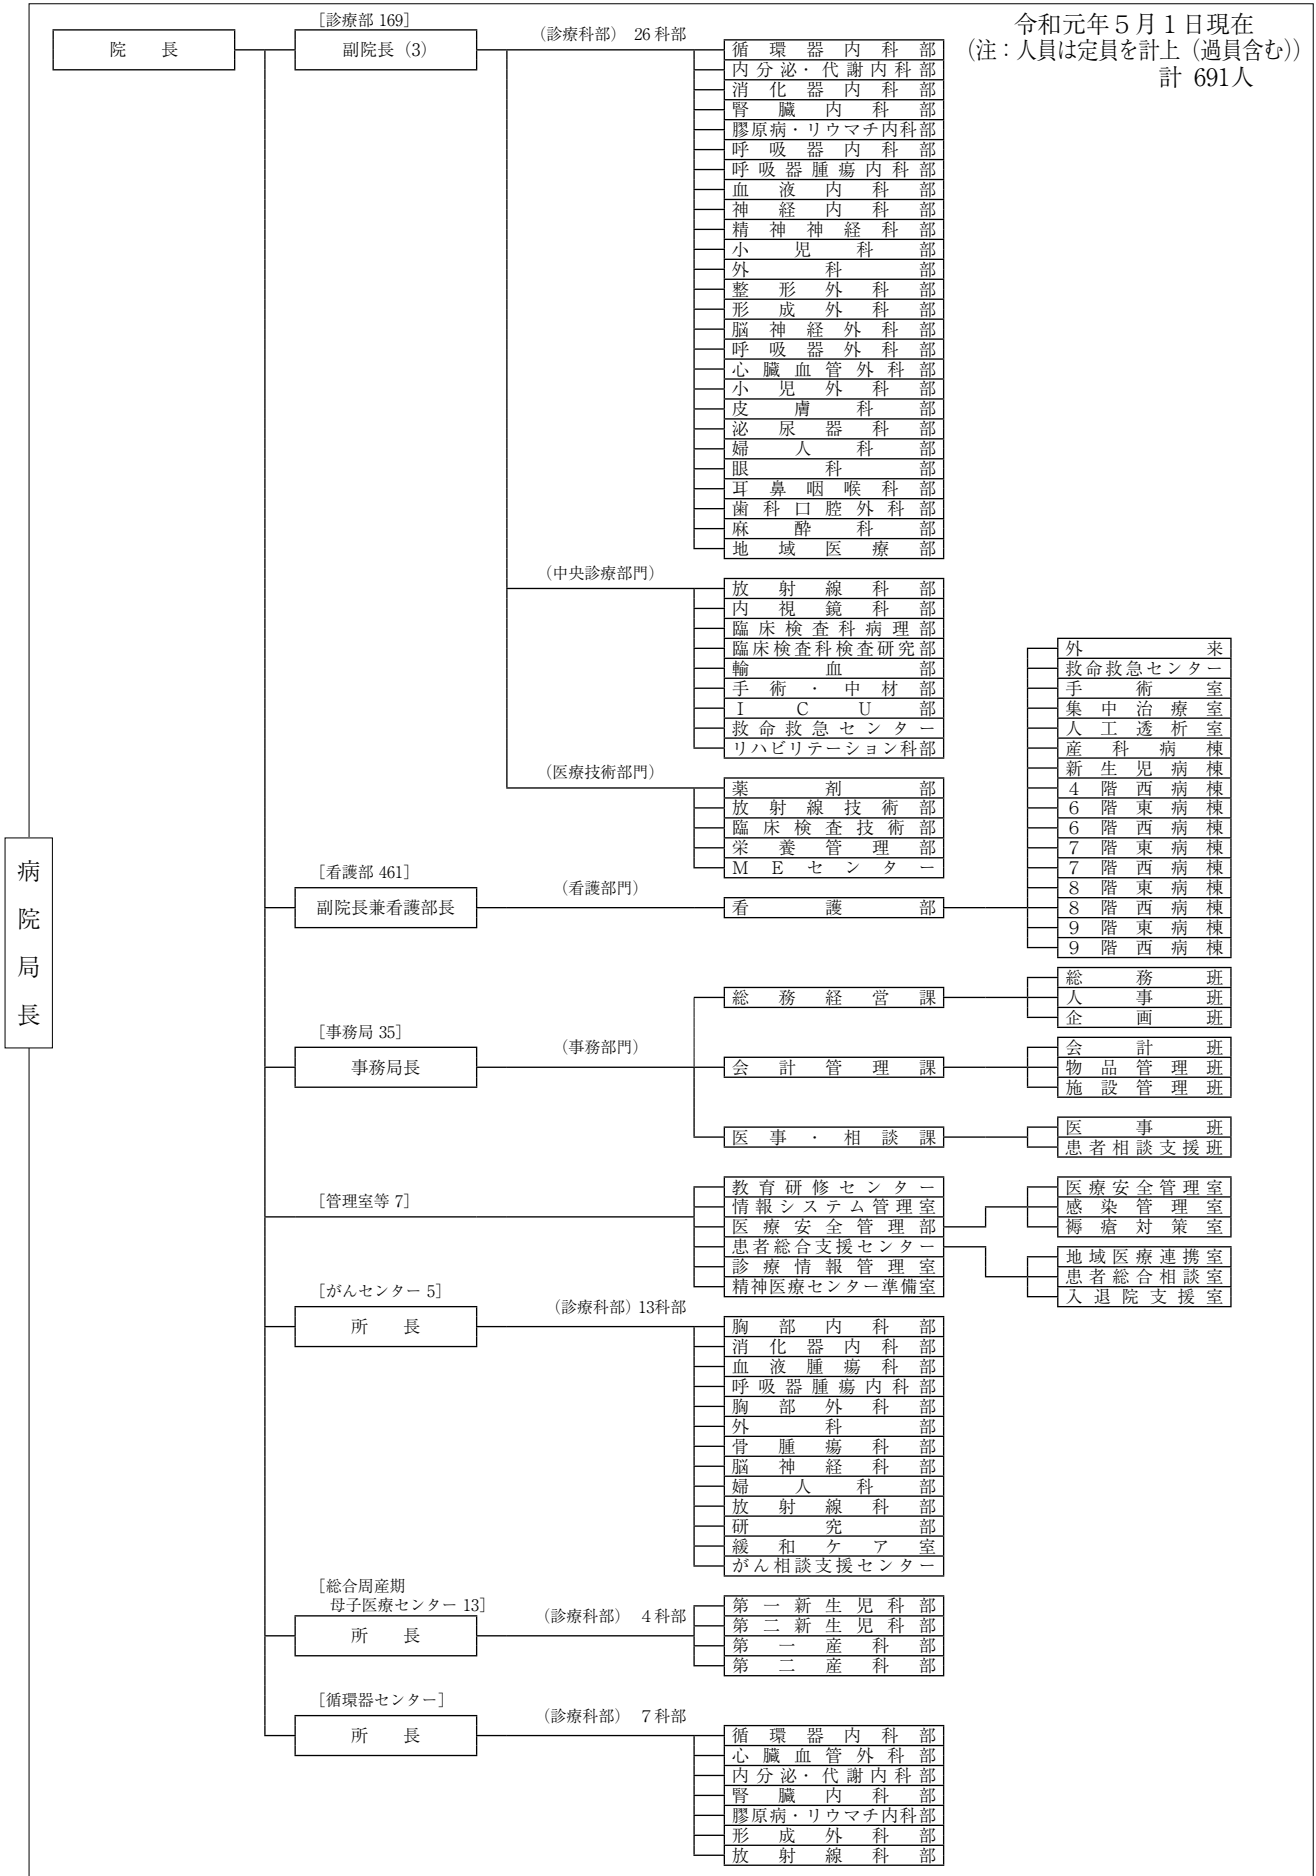 令和元年５月１日現在
（注：人員は定員を計上（過員含む））
計 691人
病院局長
院長
［診療部 169］
副院長（3）
（診療科部） 26科部
循環器内科部
内分泌・代謝内科部
消化器内科部
腎臓内科部
膠原病・リウマチ内科部
呼吸器内科部
呼吸器腫瘍内科部
血液内科部
神経内科部
精神神経科部
小児科部
外科部
整形外科部
形成外科部
脳神経外科部
呼吸器外科部
心臓血管外科部
小児外科部
皮膚科部
泌尿器科部
婦人科部
眼科部
耳鼻咽喉科部
歯科口腔外科部
麻酔科部
地域医療部
（中央診療部門）
放射線科部
内視鏡科部
臨床検査科病理部
臨床検査科検査研究部
輸血部
手術・中材部
ＩＣＵ部
救命救急センター
リハビリテーション科部
（医療技術部門）
薬剤部
放射線技術部
臨床検査技術部
栄養管理部
ＭＥセンター
［看護部 461］
副院長兼看護部長
（看護部門）
看護部
外来
救命救急センター
手術室
集中治療室
人工透析室
産科病棟
新生児病棟
４階西病棟
６階東病棟
６階西病棟
７階東病棟
７階西病棟
８階東病棟
８階西病棟
９階東病棟
９階西病棟
［事務局 35］
事務局長
（事務部門）
総務経営課
総務班
人事班
企画班
会計管理課
会計班
物品管理班
施設管理班
医事・相談課
医事班
患者相談支援班
［管理室等 7］
教育研修センター
情報システム管理室
医療安全管理部
患者総合支援センター
診療情報管理室
精神医療センター準備室
医療安全管理室
感染管理室
褥瘡対策室
地域医療連携室
患者総合相談室
入退院支援室
［がんセンター 5］
所長
（診療科部）13科部
胸部内科部
消化器内科部
血液腫瘍科部
呼吸器腫瘍内科部
胸部外科部
外科部
骨腫瘍科部
脳神経科部
婦人科部
放射線科部
研究部
緩和ケア室
がん相談支援センター
［総合周産期
母子医療センター 13］
所長
（診療科部） 4科部
第一新生児科部
第二新生児科部
第一産科部
第二産科部
［循環器センター］
所長
（診療科部） 7科部
循環器内科部
心臓血管外科部
内分泌・代謝内科部
腎臓内科部
膠原病・リウマチ内科部
形成外科部
放射線科部